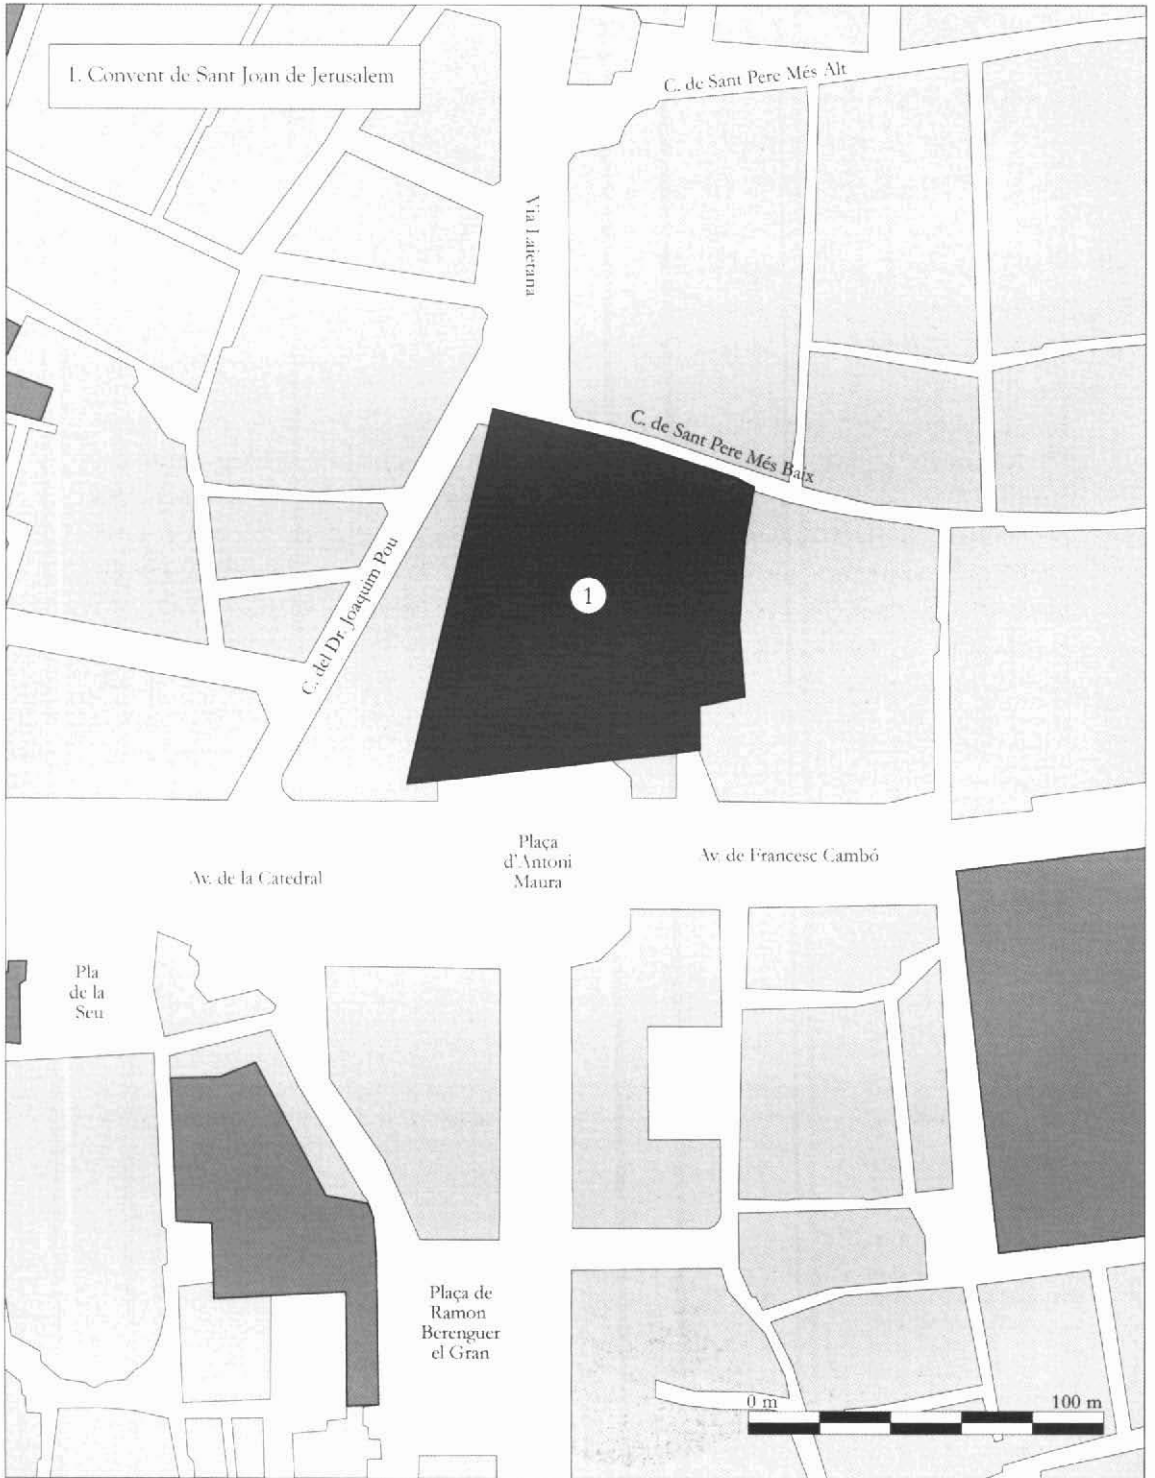 1. Convent de Sant Joan de Jerusalem
C. de Sant Pere Més Alt
Via Laietana
C. de Sant Pere Més Baix
1
C. del Dr. Joaquim Pou
Plaça
d'Antoni
Maura
Av. de Francesc Cambó
Av. de la Catedral
Pla
de la
Seu
Plaça de
Ramon
Berenguer
el Gran
0 m
100 m